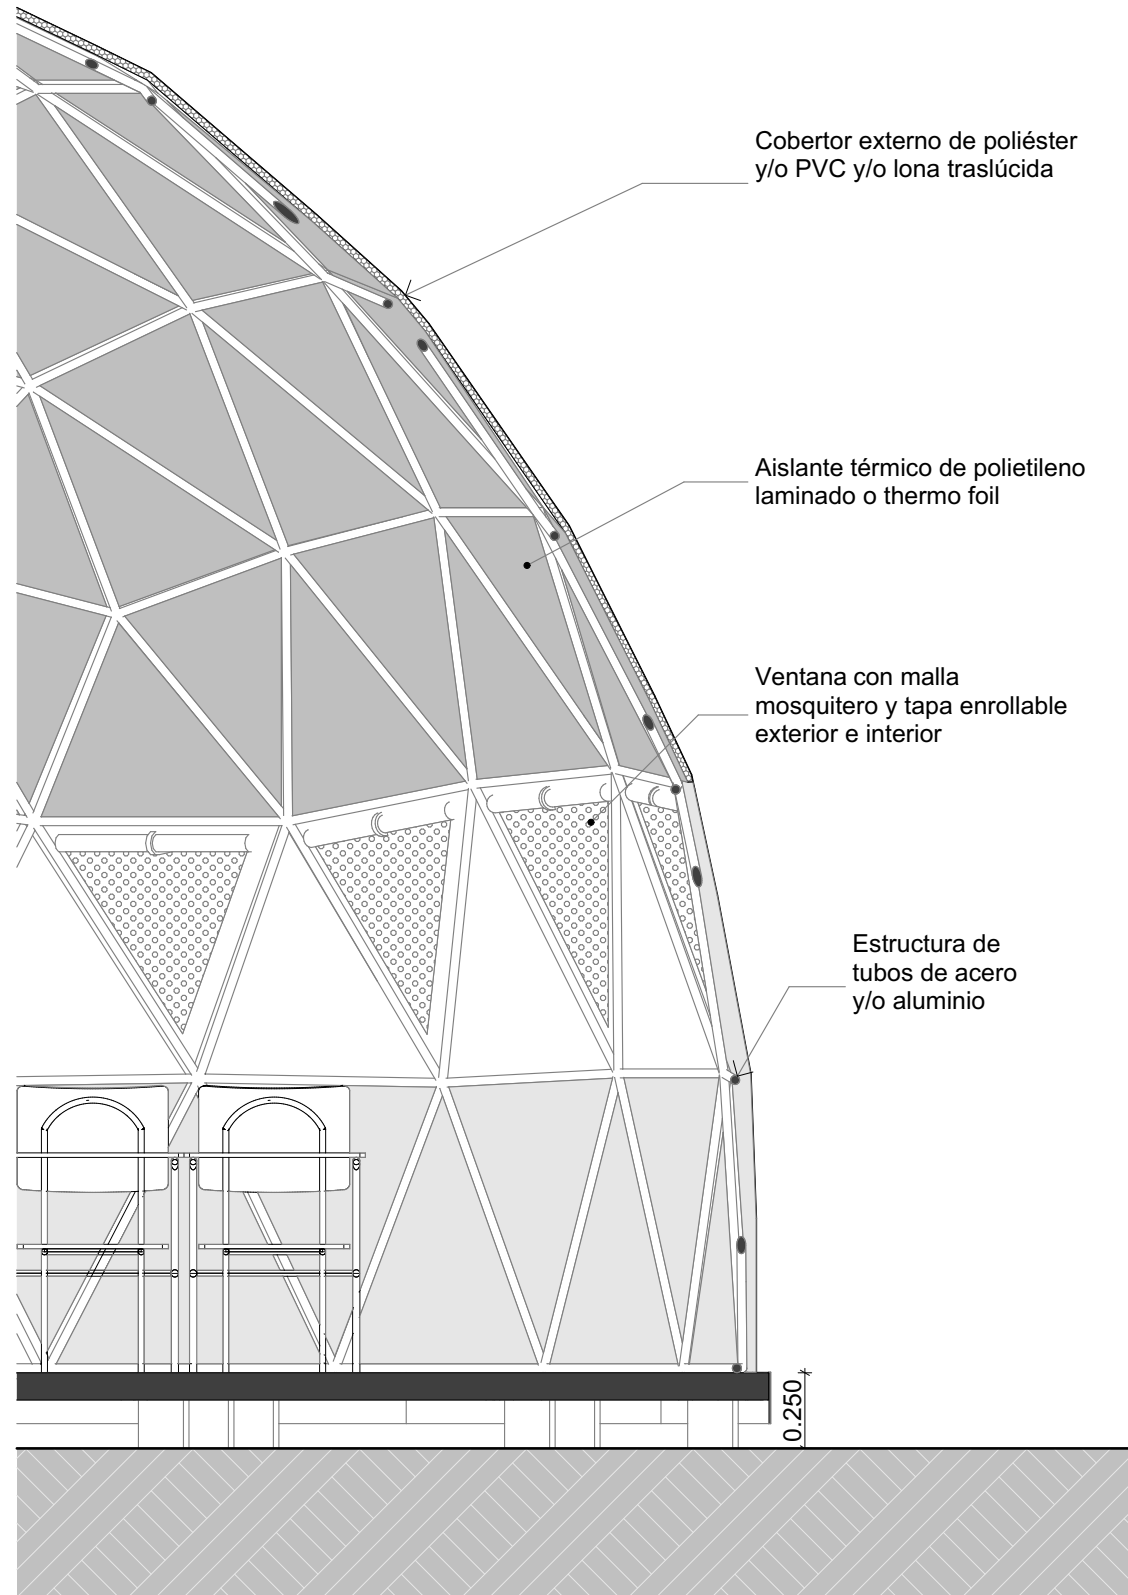 Cobertor externo de poliéster
y/o PVC y/o lona traslúcida
Aislante térmico de polietileno
laminado o thermo foil
Ventana con malla
mosquitero y tapa enrollable
exterior e interior
Estructura de
tubos de acero
y/o aluminio
0.250